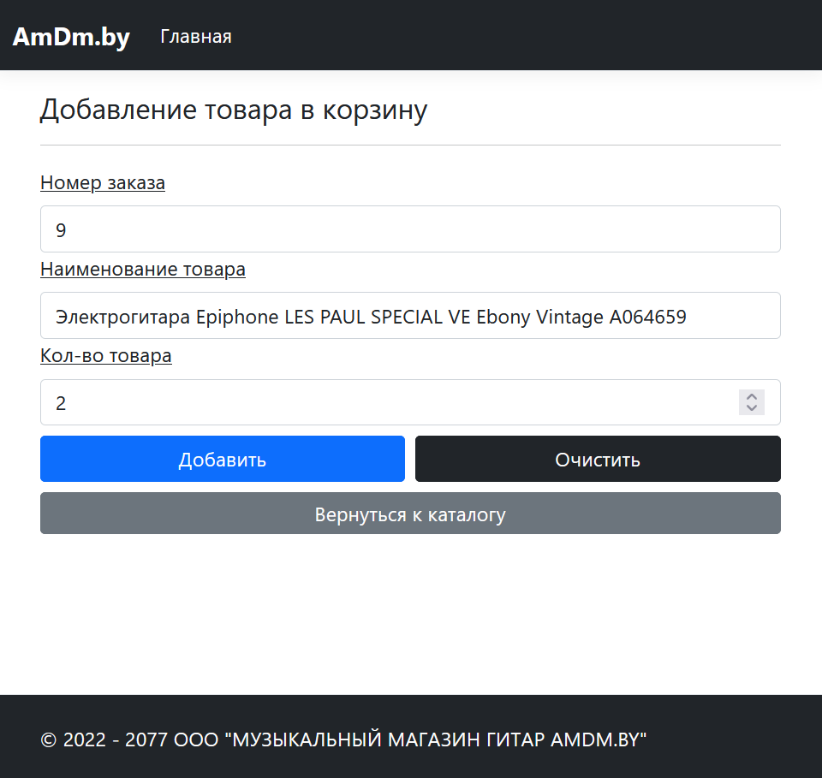 AmDm.by Главная
Добавление товара в корзину
Номер заказа
9
Наименование товара
Электрогитара Epiphone LES PAUL SPECIAL VE Ebony Vintage A064659
Кол-во товара
2
Добавить Очистить
Вернуться к каталогу
© 2022 - 2077 ООО "МУЗЫКАЛЬНЫЙ МАГАЗИН ГИТАР AMDM.BY"